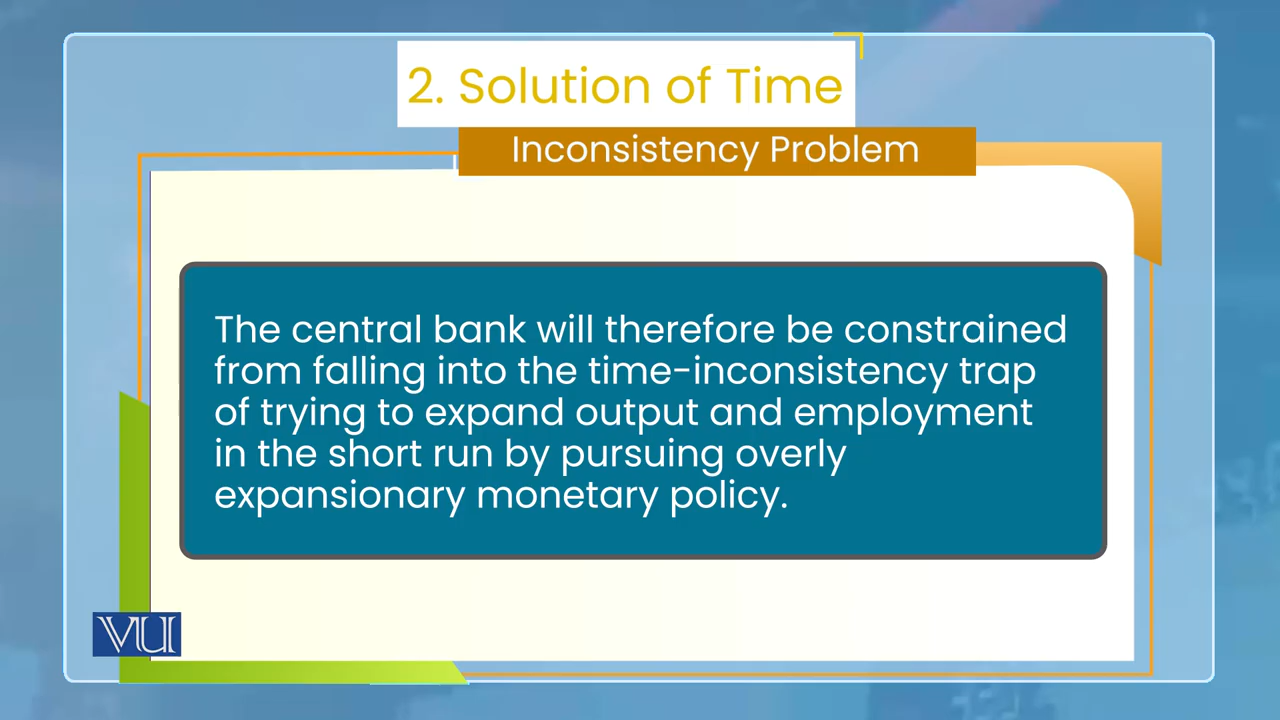 2. Solution of Time
Inconsistency Problem
The central bank will therefore be constrained
from falling into the time-inconsistency trap
of trying to expand output and employment
in the short run by pursuing overly
expansionary monetary policy.
VU